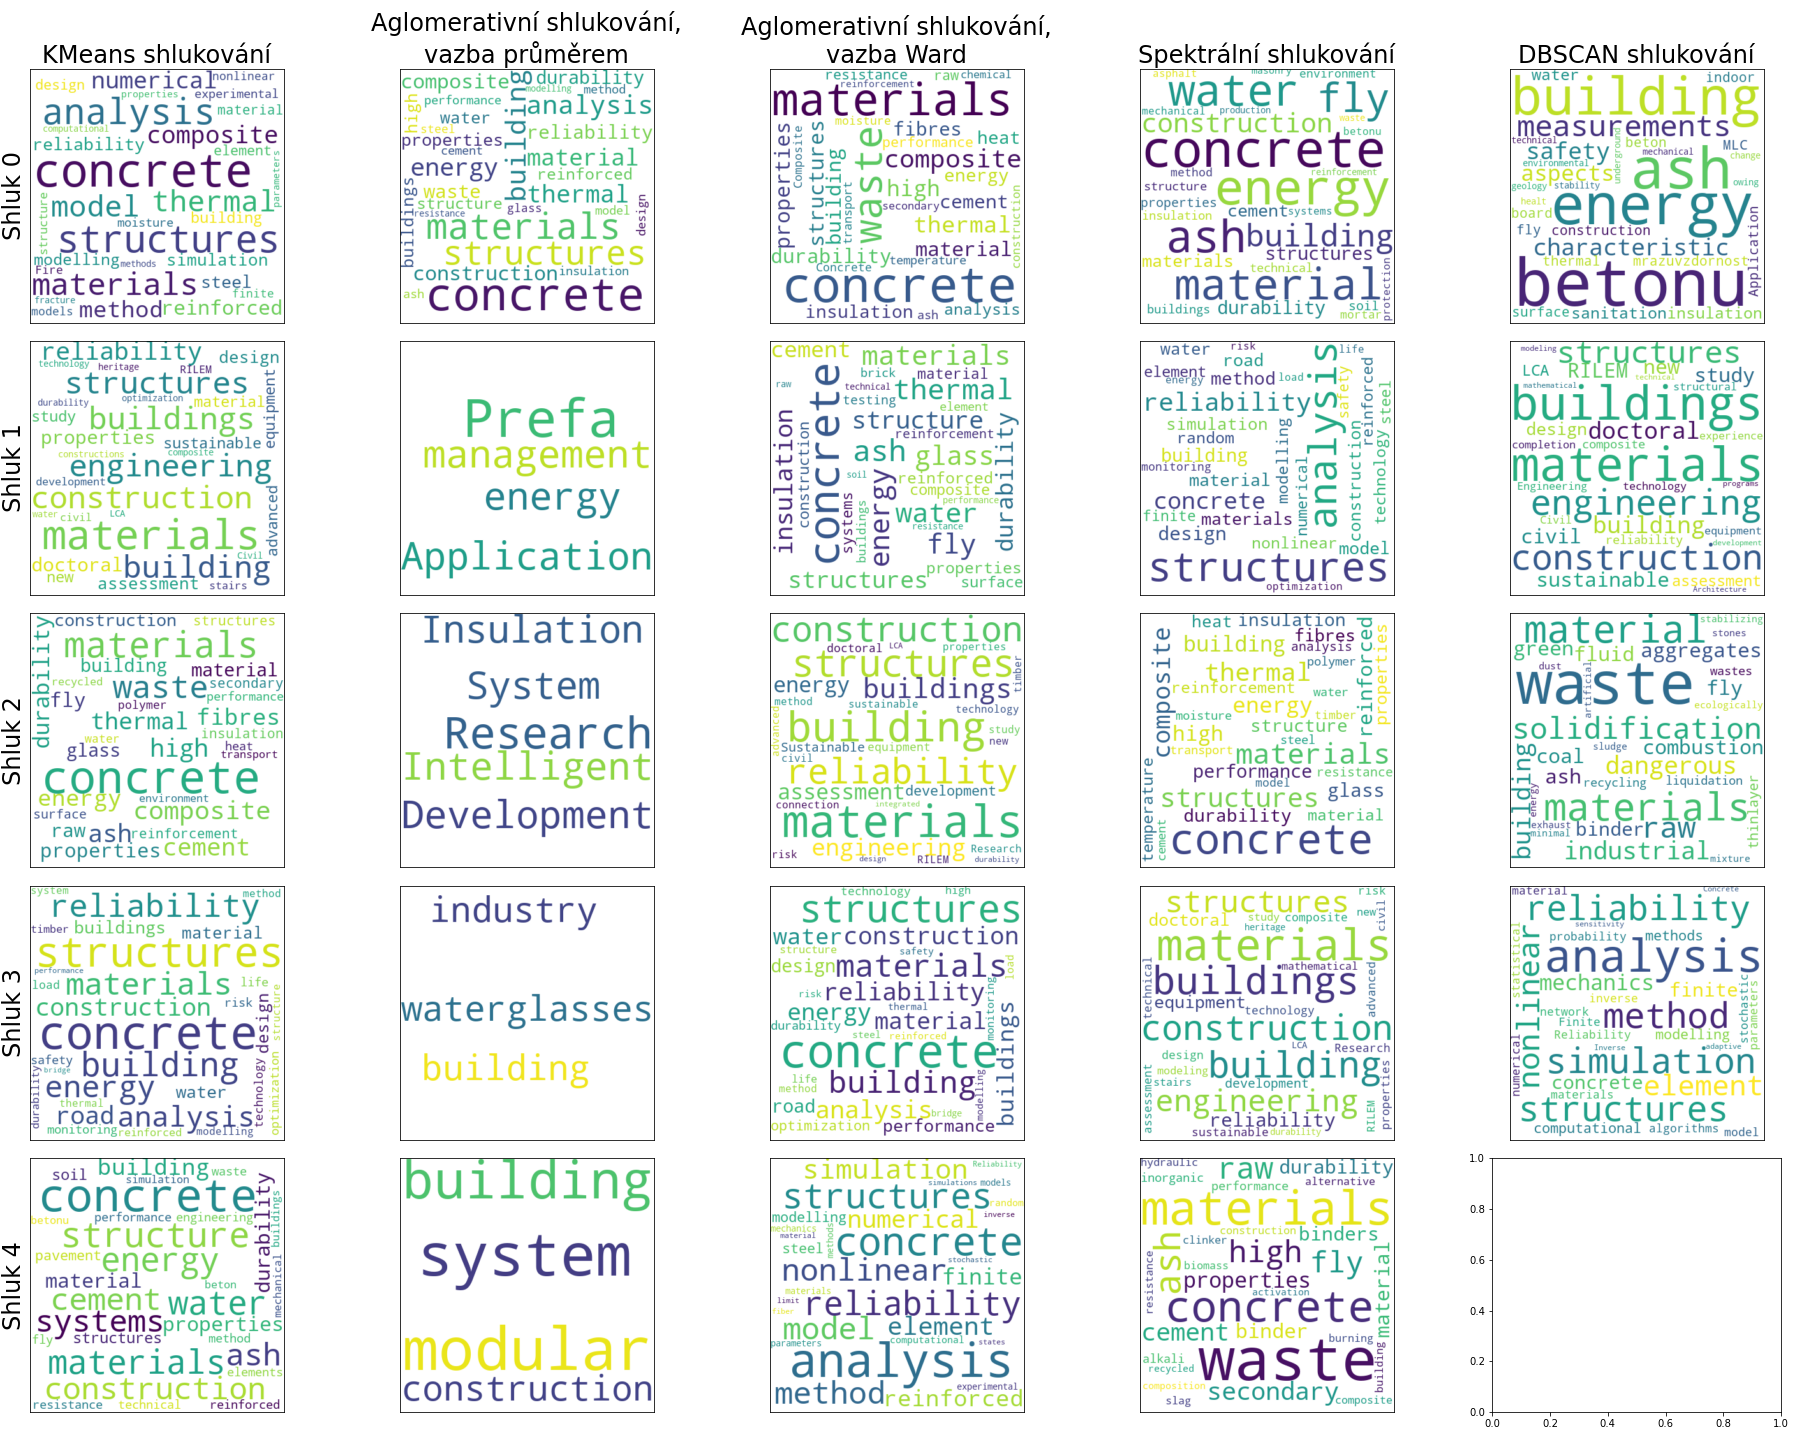 KMeans shlukování
Aglomerativní shlukování,
vazba průměrem
Aglomerativní shlukování,
vazba Ward
Spektrální shlukování
DBSCAN shlukování
Shluk 0
design numerical nonlinear
properties experimental
analysis material
computational composite
reliability element
concrete parameters
model thermal
structure moisture building
structures
modelling methods simulation
Fire
materials steel
fracture finite
models method reinforced
composite building durability
modelling method
high performance analysis
water
steel reliability
properties
cement material
energy reinforced
waste thermal
structure glass model
buildings resistance design
materials
structures
construction insulation
ash concrete
resistance raw chemical
reinforcement
materials
moisture fibres heat
properties Composite structures waste performance
composite
building high energy
transport secondary cement
thermal construction
material
durability
Concrete temperature
concrete
insulation ash analysis
asphalt masonry environment
water fly
mechanical production
construction waste
betonu
concrete
method reinforcement
structure energy
properties
insulation cement systems
ash building
structures
materials technical
material protection
buildings durability soil
mortar
water indoor
building
measurements
technical beton MLC
safety underground mechanical change
environmental
aspects ash owing
geology stability
healt
board energy
fly construction
characteristic
thermal mrazuvzdornost Application
betonu
surface sanitation insulation
Shluk 1
reliability design
technology heritage RILEM
structures equipment
durability optimization material
study buildings
properties sustainable
constructions composite
engineering
development
construction advanced
water civil LCA
materials
Civil
doctoral building
new assessment stairs
Prefa
management
energy
Application
cement materials
brick material
raw technical thermal
testing element
concrete structure
insulation construction reinforcement durability
ash glass
soil reinforced
composite
energy performance
systems buildings water
resistance
fly
properties
structures surface
water risk analysis life
road
element safety reinforced steel
energy method load
reliability
simulation
random modelling
building construction technology
monitoring numerical
material
concrete
finite materials
design
nonlinear model
structures
optimization
modeling structures
LCA RILEM new study
mathematical technical structural
buildings
design doctoral
completion composite experience
materials
Engineering technology programs
engineering
Civil building equipment
civil reliability development
construction
sustainable assessment
Architecture
Shluk 2
construction structures
durability materials
building material
recycled waste secondary
fly polymer performance
thermal fibres
water insulation
glass high heat
transport
concrete
energy environment
surface composite
raw ash reinforcement
properties cement
Insulation
System
Research
Intelligent
Development
construction
doctoral LCA properties
structures timber
energy buildings
method sustainable technology
advanced building study
Sustainable equipment new
civil
reliability
assessment development
connection integrated
materials
engineering Research
risk design RILEM durability
heat insulation
building fibres reinforced properties
composite analysis
thermal polymer
reinforcement water
energy
moisture timber
high structure
transport steel
materials
performance resistance
model
temperature structures glass
durability material
cement concrete
material stabilizing
stones
green fluid aggregates
dust wastes
waste fly
artificial ecologically
solidification
building coal sludge combustion
dangerous
ash recycling liquidation
energy materials thinlayer
exhaust
minimal binder raw
industrial mixture
Shluk 3
system method
reliability
timber buildings material
structures
performance
load materials life
construction risk design structure
concrete
safety bridge building
durability energy water technology optimization
thermal
road analysis
monitoring reinforced modelling
industry
waterglasses
building
technology high
structures
water construction
structure safety
design materials load
risk reliability monitoring
energy thermal
durability material buildings
steel reinforced
concrete
life building modelling
method
road analysis bridge
optimization performance
structures risk
doctoral study composite new civil
heritage
materials
technical buildings mathematical advanced
equipment technology
construction
LCA Research
design building
modeling
assessment stairs development properties
engineering
reliability RILEM
sustainable durability
material Concrete
reliability
sensitivity
statistical nonlinear probability methods
analysis
mechanics stochastic parameters
inverse finite
network method
Finite
Reliability modelling
numerical Inverse adaptive
simulation
concrete element
materials
structures
computational algorithms model
Shluk 4
soil building waste
simulation
concrete durability buildings
betonu performance engineering
structure
pavement energy
material beton mechanical
cement water
systems properties
fly structures method
materials ash
elements
construction
resistance technical reinforced
building
system
modular
construction
simulation Reliability
simulations models
structures random
modelling numerical inverse
mechanics
material methods concrete
steel stochastic
nonlinear finite
materials
limit reliability
fiber
model element
parameters computational states
analysis
method experimental
reinforced
hydraulic raw durability
inorganic alternative
performance
materials
construction
ash clinker high binders
biomass fly
resistance properties material
activation
concrete
cement binder
burning building
alkali waste
recycled
composition secondary
slag composite
1.0
0.8
0.6
0.4
0.2
0.0
0.0 0.2 0.4 0.6 0.8 1.0